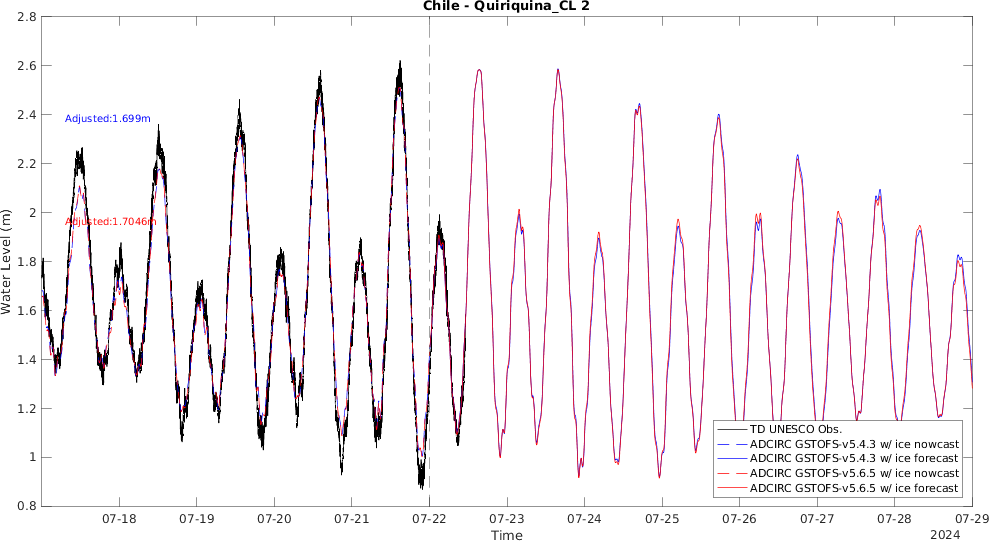 Chile - Quiriquina_CL 2
2.8
2.6
2.4
2.2
2
1.8
1.6
1.4
1.2
1
0.8
Water Level (m)
Adjusted:1.699m
Adjusted:1.7046m
TD UNESCO Obs.
ADCIRC GSTOFS-v5.4.3 w/ ice nowcast
ADCIRC GSTOFS-v5.4.3 w/ ice forecast
ADCIRC GSTOFS-v5.6.5 w/ ice nowcast
ADCIRC GSTOFS-v5.6.5 w/ ice forecast
07-18 07-19 07-20 07-21 07-22 07-23 07-24 07-25 07-26 07-27 07-28 07-29
Time
2024